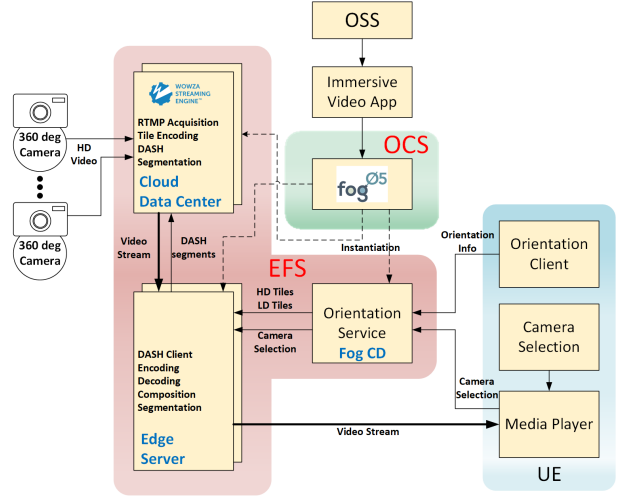 OSS
Immersive
Video App
OCS
fog Ø5
WOWZA
STREAMING
ENGINE™
RTMP Acquisition
Tile Encoding
DASH
Segmentation
Cloud
Data Center
360 deg
Camera
HD
Video
360 deg
Camera
Video
Stream
DASH
segments
Instantiation
EFS
HD Tiles
LD Tiles
Camera
Selection
Orientation
Service
Fog CD
Orientation
Info
Orientation
Client
Camera
Selection
Camera
Selection
Media Player
UE
DASH Client
Encoding
Decoding
Composition
Segmentation
Edge
Server
Video Stream